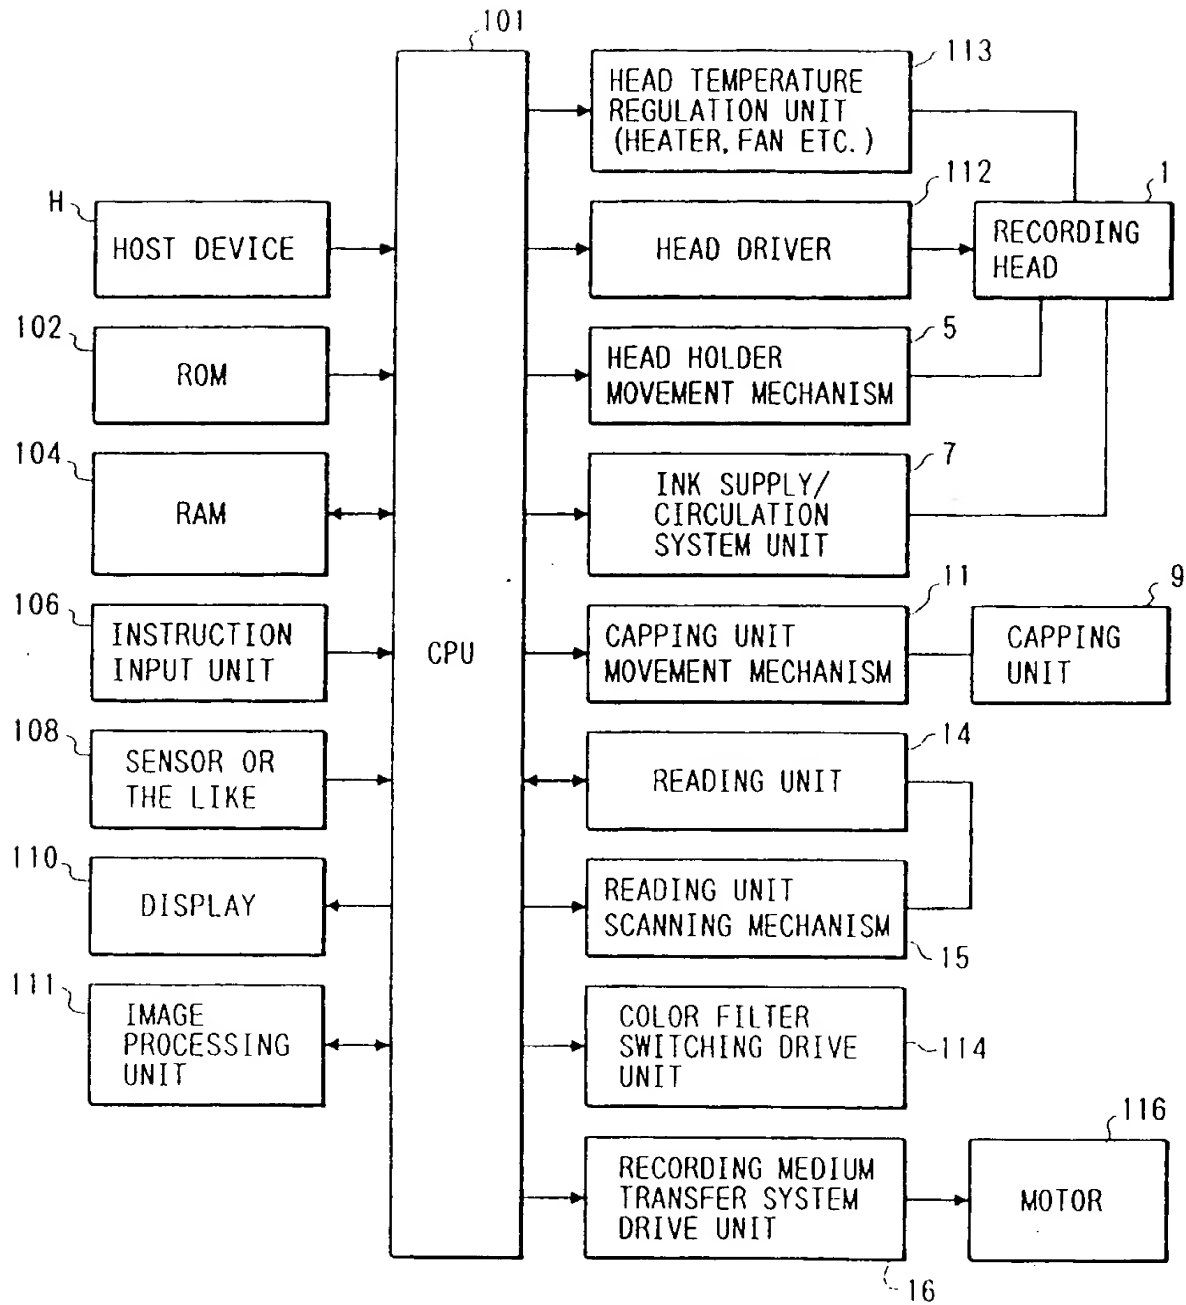 101
113
HEAD TEMPERATURE
REGULATION UNIT
(HEATER, FAN ETC.)
H
HOST DEVICE
112
HEAD DRIVER
1
RECORDING
HEAD
102
ROM
5
HEAD HOLDER
MOVEMENT MECHANISM
104
RAM
7
INK SUPPLY/
CIRCULATION
SYSTEM UNIT
106
INSTRUCTION
INPUT UNIT
CPU
11
CAPPING UNIT
MOVEMENT MECHANISM
9
CAPPING
UNIT
108
SENSOR OR
THE LIKE
14
READING UNIT
110
DISPLAY
READING UNIT
SCANNING MECHANISM
15
111
IMAGE
PROCESSING
UNIT
COLOR FILTER
SWITCHING DRIVE
UNIT
114
RECORDING MEDIUM
TRANSFER SYSTEM
DRIVE UNIT
16
116
MOTOR